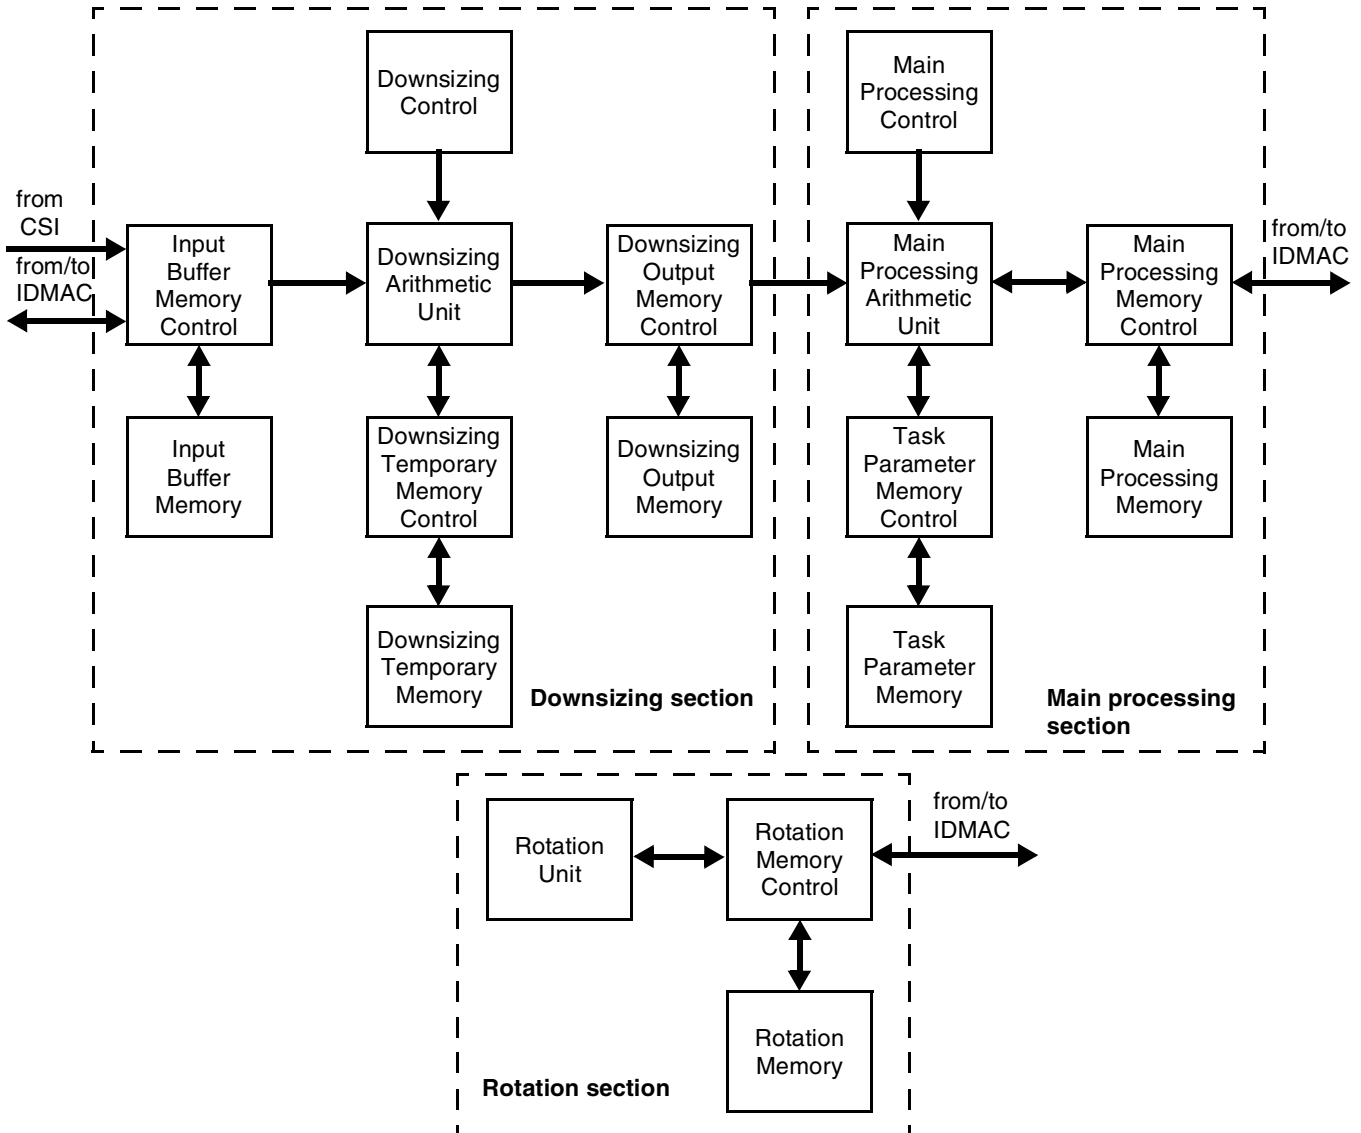 Downsizing
Control
Main
Processing
Control
from
CSI
from/to
IDMAC
Input
Buffer
Memory
Control
Downsizing
Arithmetic
Unit
Downsizing
Output
Memory
Control
Main
Processing
Arithmetic
Unit
Main
Processing
Memory
Control
from/to
IDMAC
Input
Buffer
Memory
Downsizing
Temporary
Memory
Control
Downsizing
Output
Memory
Task
Parameter
Memory
Control
Main
Processing
Memory
Downsizing
Temporary
Memory
Downsizing section
Task
Parameter
Memory
Main processing
section
Rotation
Unit
Rotation
Memory
Control
from/to
IDMAC
Rotation
Memory
Rotation section